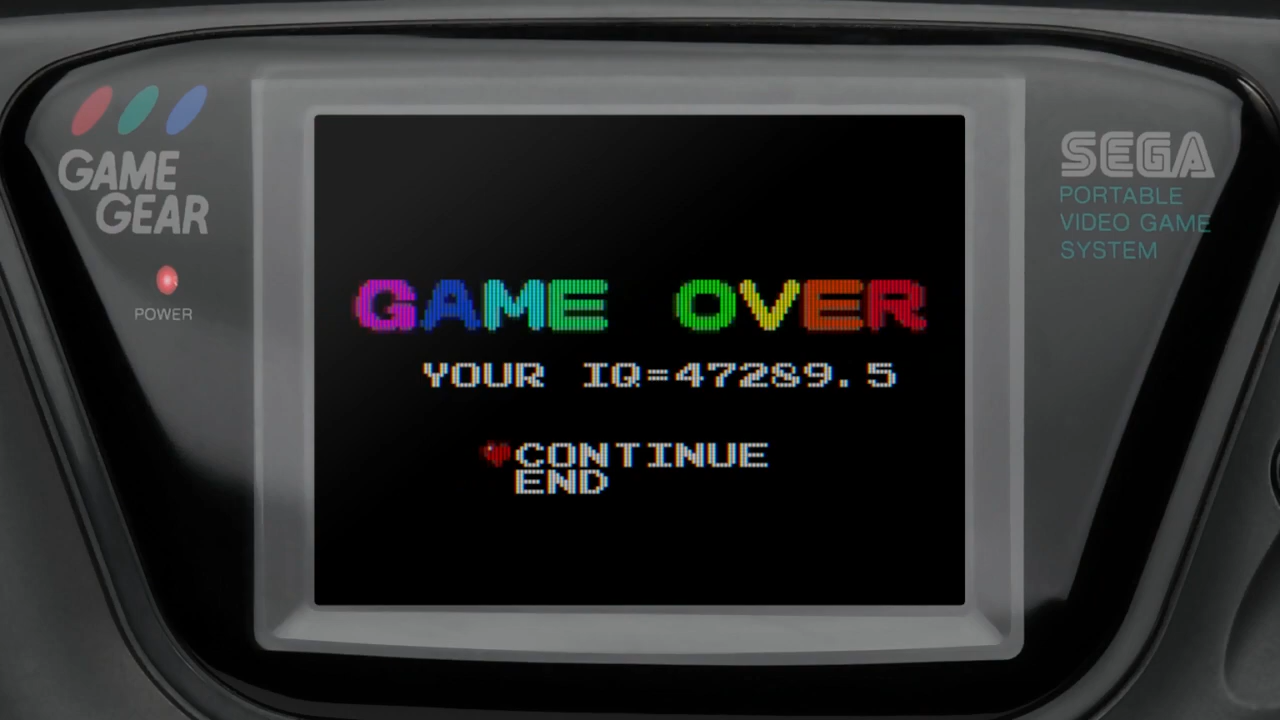 GAME
GEAR
POWER
SEGA
PORTABLE
VIDEO GAME
SYSTEM
GAME OVER
YOUR IQ=47289.5
CONTINUE
END